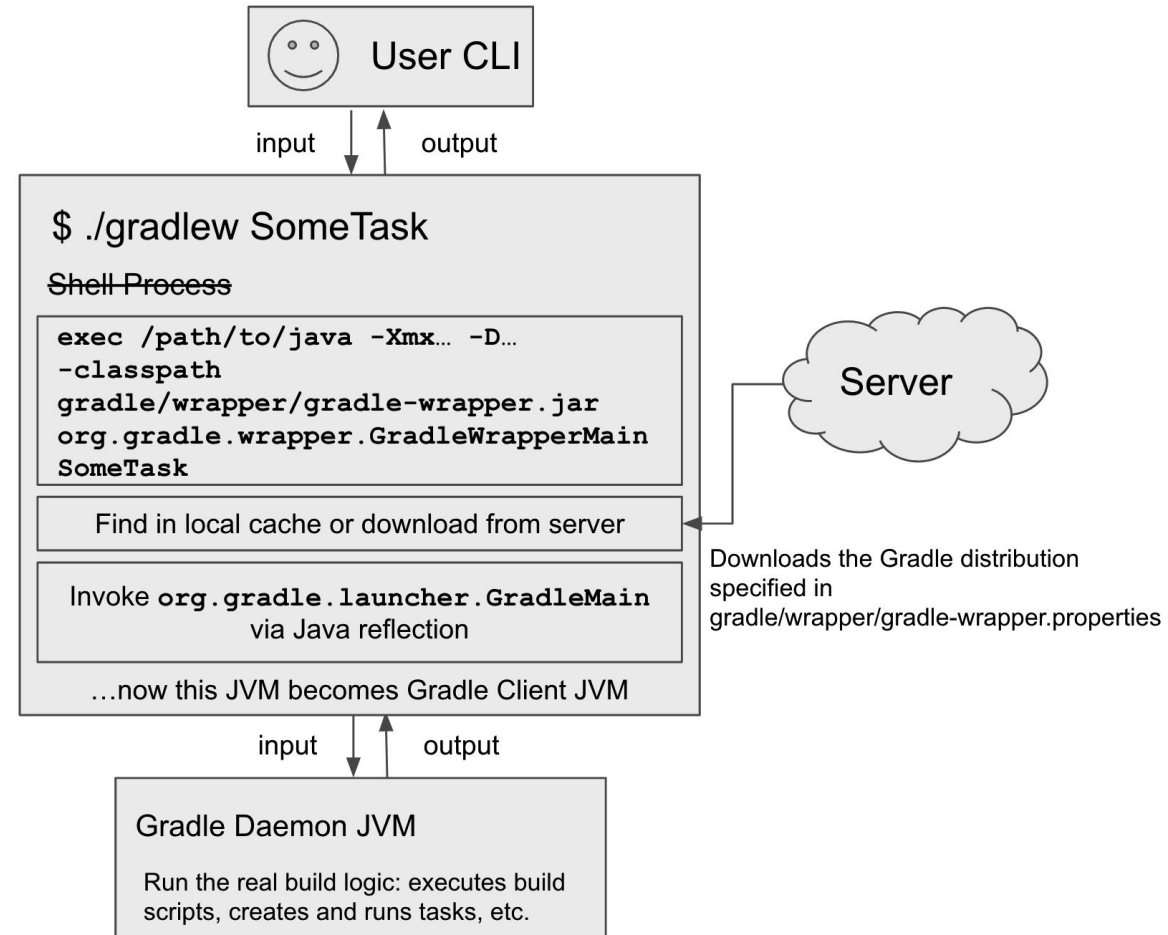 User CLI
input
output
$ ./gradlew SomeTask
Shell Process
exec /path/to/java -Xmx… -D…
-classpath
gradle/wrapper/gradle-wrapper.jar
org.gradle.wrapper.GradleWrapperMain
SomeTask
Server
Find in local cache or download from server
Downloads the Gradle distribution
specified in
gradle/wrapper/gradle-wrapper.properties
Invoke org.gradle.launcher.GradleMain
via Java reflection
…now this JVM becomes Gradle Client JVM
input
output
Gradle Daemon JVM
Run the real build logic: executes build
scripts, creates and runs tasks, etc.